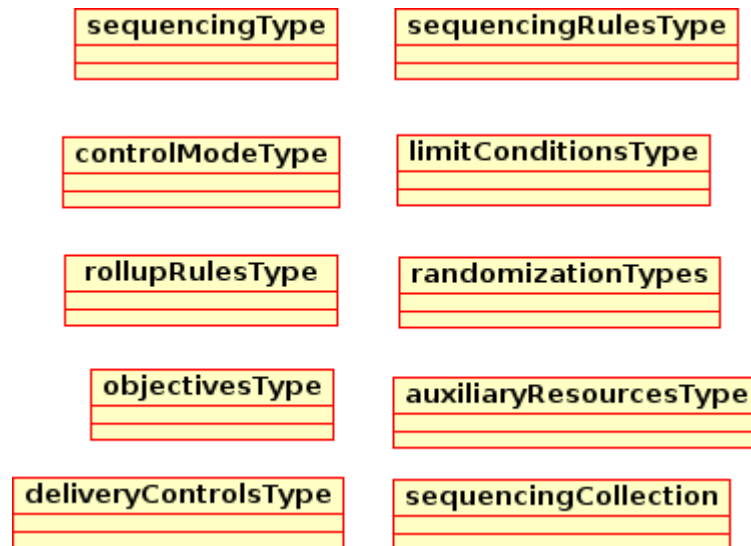 sequencingType
sequencingRulesType
controlModeType
limitConditionsType
rollupRulesType
randomizationTypes
objectivesType
auxiliaryResourcesType
deliveryControlsType
sequencingCollection